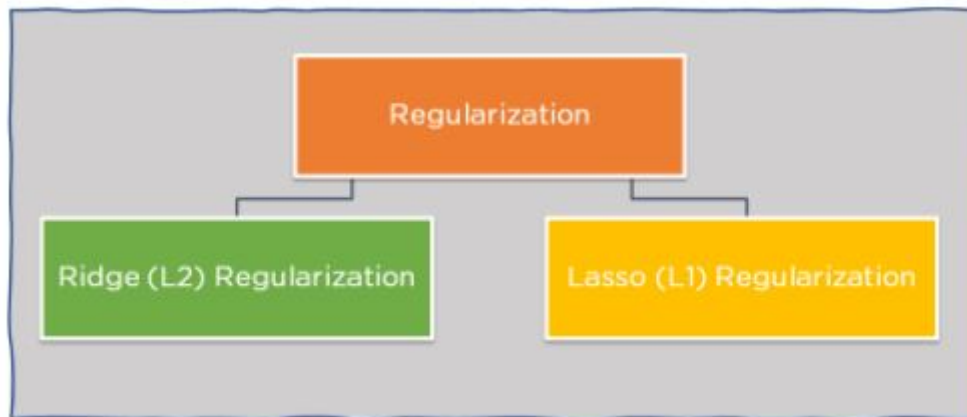 Regularization
Ridge (L2) Regularization
Lasso (L1) Regularization